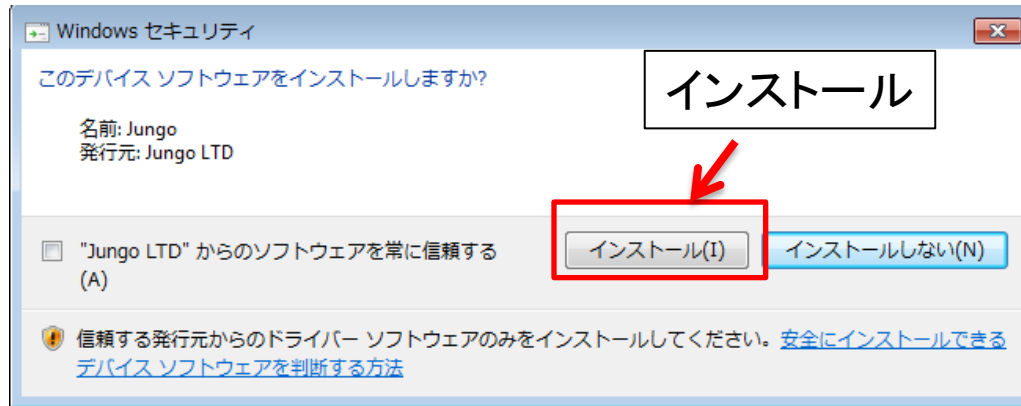 Windows セキュリティ
このデバイス ソフトウェアをインストールしますか?
インストール
名前: Jungo
発行元: Jungo LTD
"Jungo LTD" からのソフトウェアを常に信頼する
(A)
インストール(I)
インストールしない(N)
信頼する発行元からのドライバー ソフトウェアのみをインストールしてください。安全にインストールできる
デバイス ソフトウェアを判断する方法